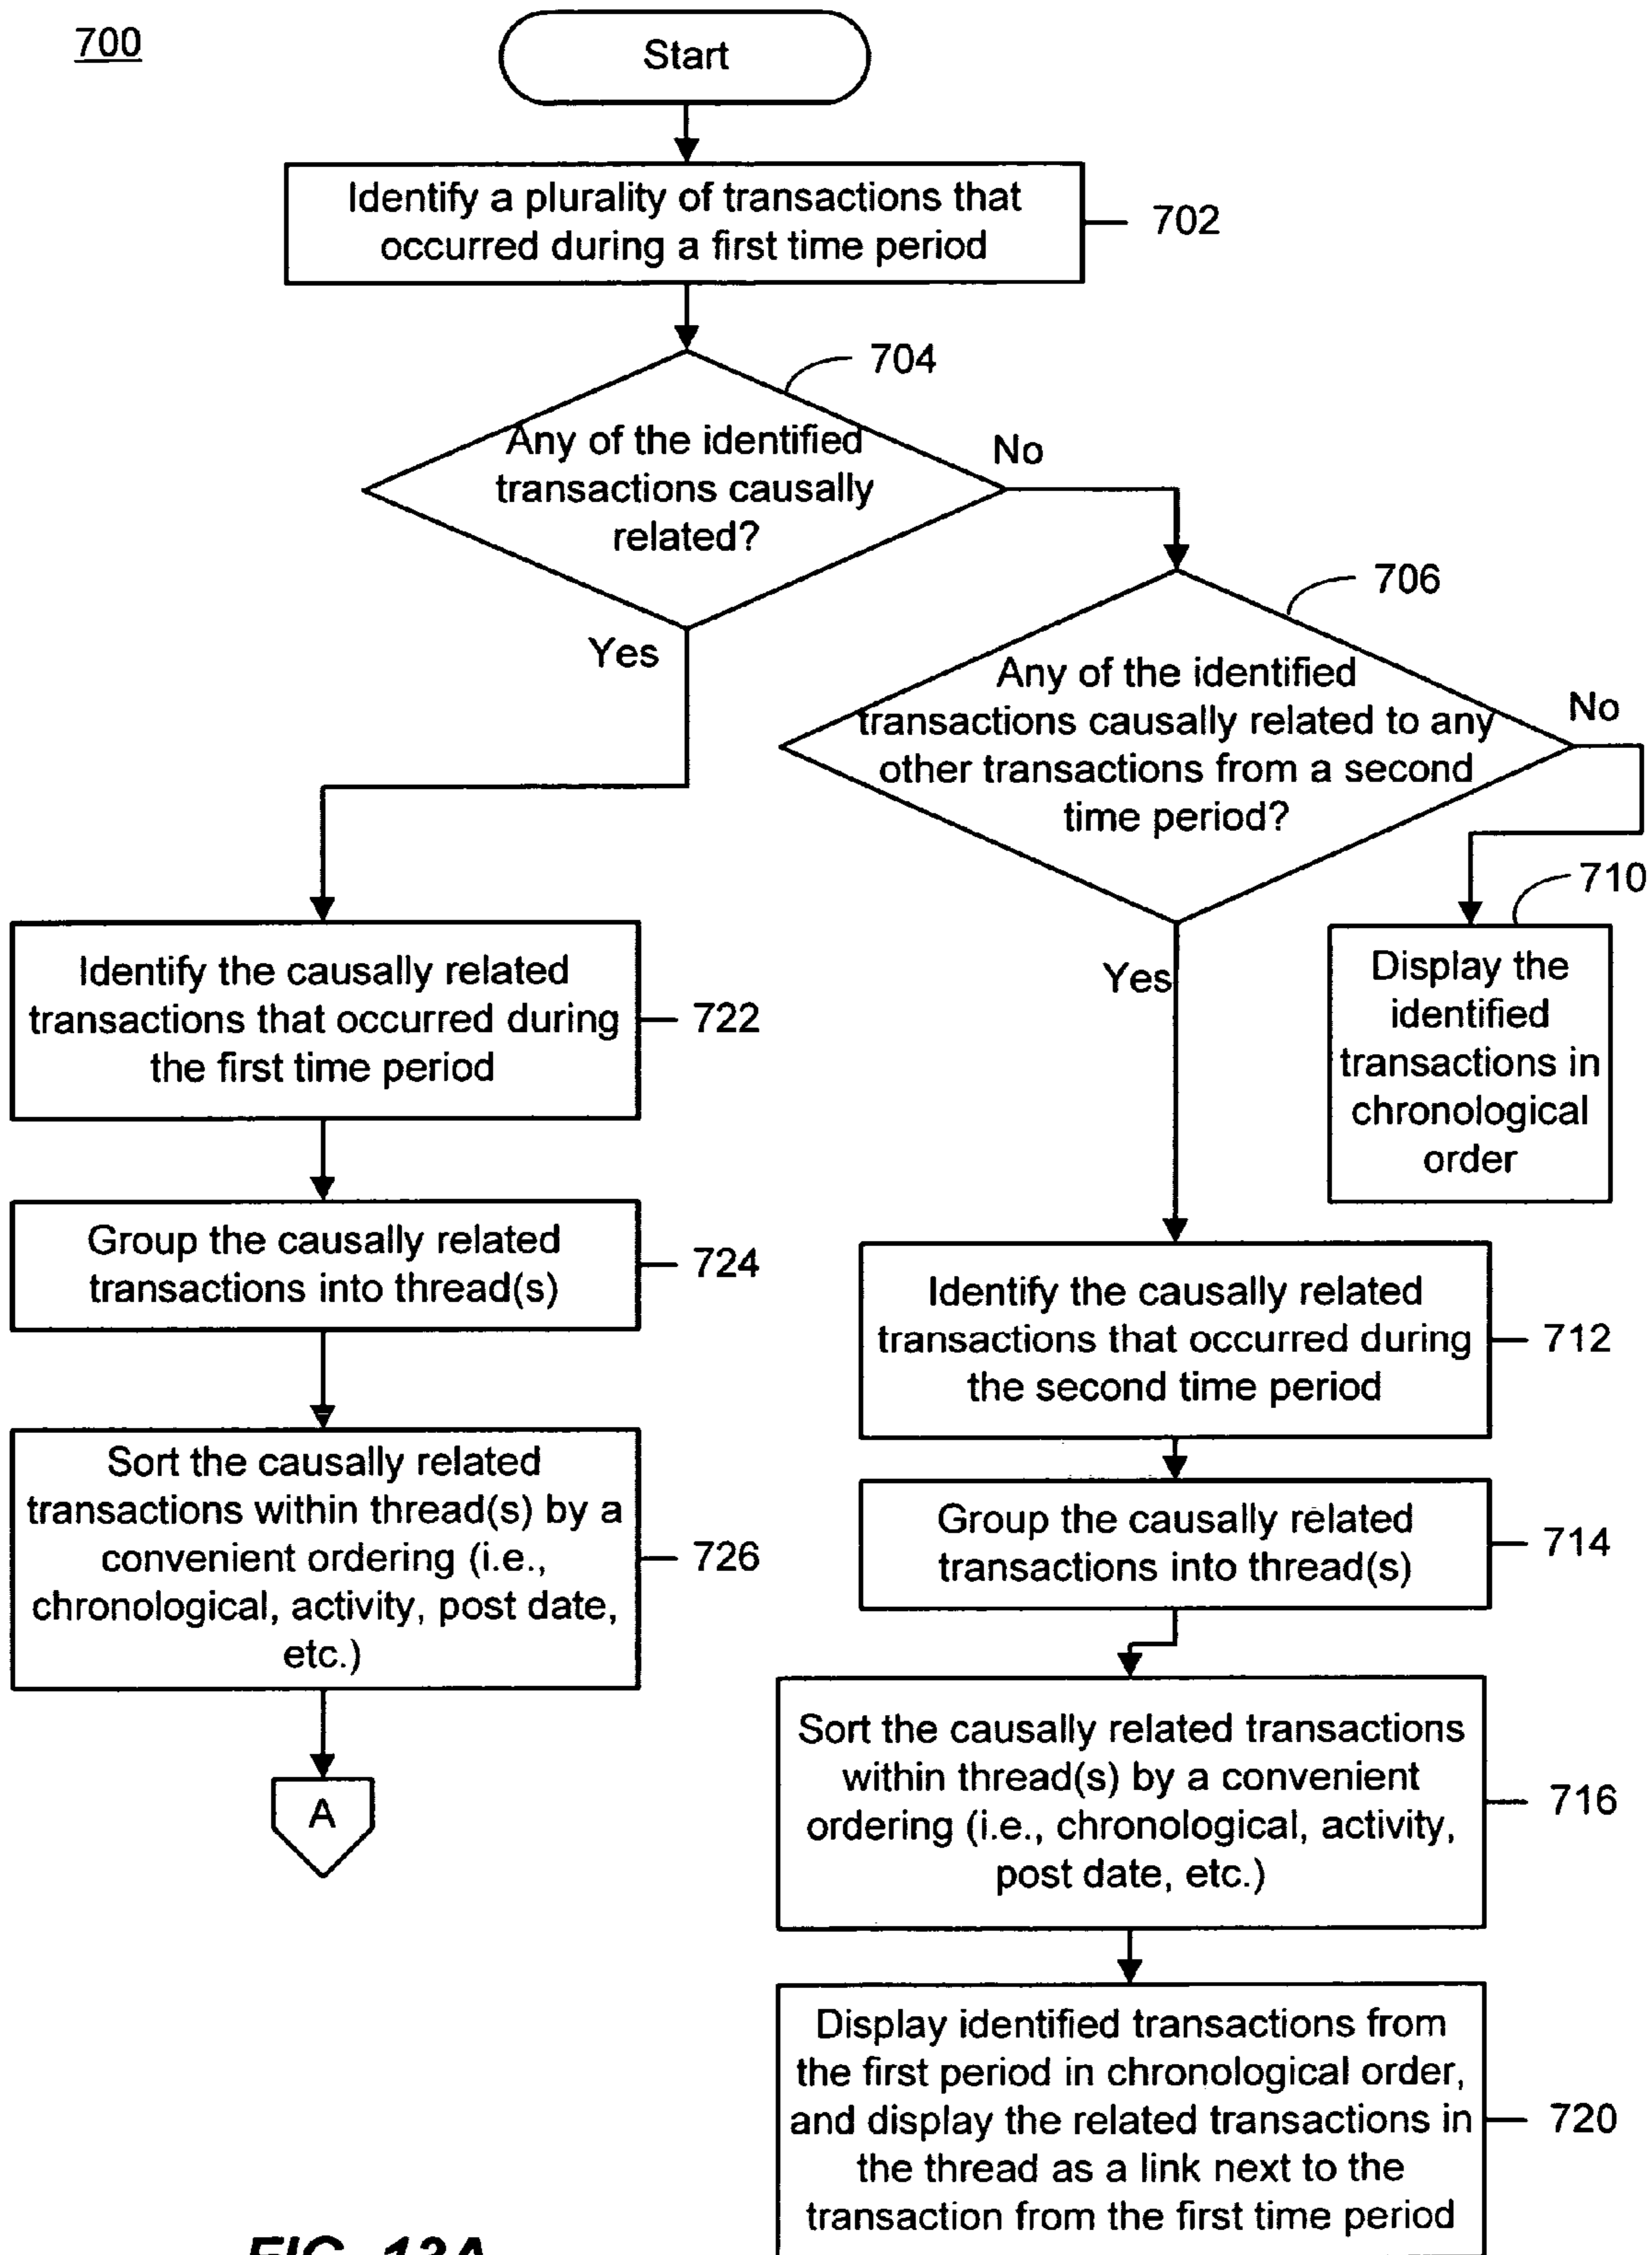 700
Start
Identify a plurality of transactions that
occurred during a first time period
702
704
Any of the identified
transactions causally
related?
No
Yes
706
Any of the identified
transactions causally related to any
other transactions from a second
time period?
No
Yes
710
Display the
identified
transactions in
chronological
order
Identify the causally related
transactions that occurred during
the first time period
722
Group the causally related
transactions into thread(s)
724
Sort the causally related
transactions within thread(s) by a
convenient ordering (i.e.,
chronological, activity, post date,
etc.)
726
A
Identify the causally related
transactions that occurred during
the second time period
712
Group the causally related
transactions into thread(s)
714
Sort the causally related transactions
within thread(s) by a convenient
ordering (i.e., chronological, activity,
post date, etc.)
716
Display identified transactions from
the first period in chronological order,
and display the related transactions in
the thread as a link next to the
transaction from the first time period
720
FIG. 13A